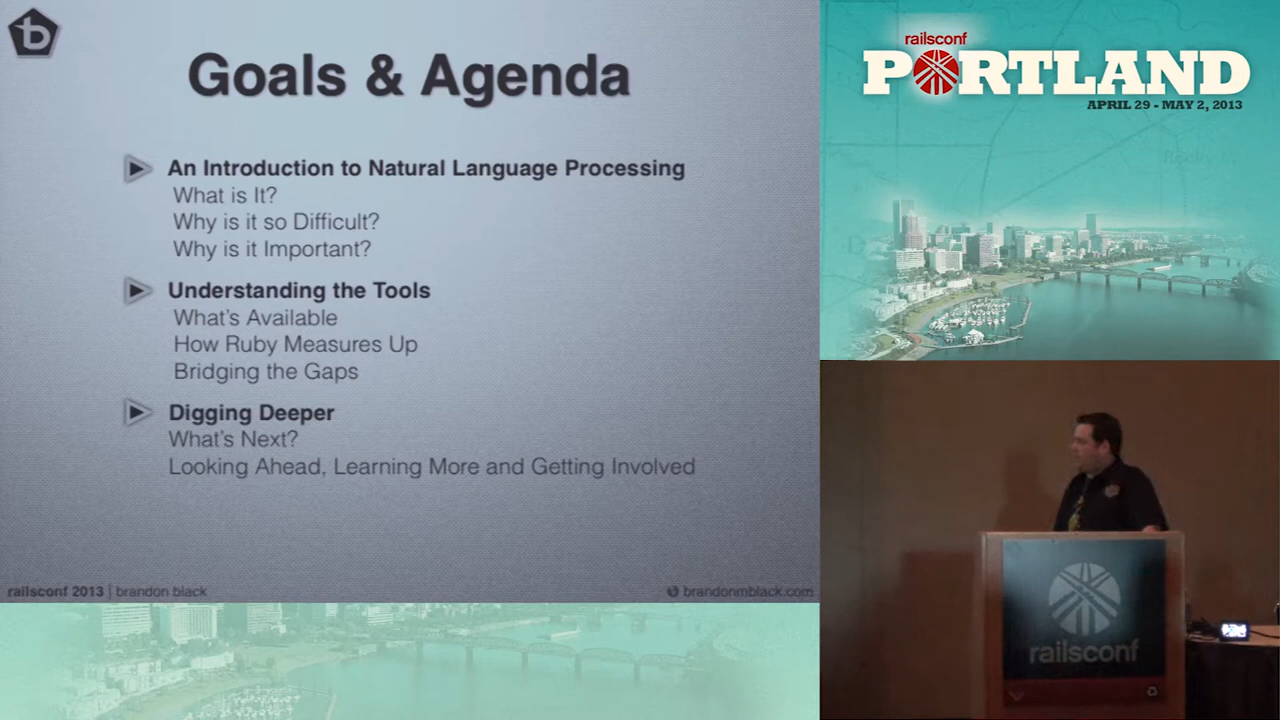 Goals & Agenda
An Introduction to Natural Language Processing
What is It?
Why is it so Difficult?
Why is it Important?
Understanding the Tools
What's Available
How Ruby Measures Up
Bridging the Gaps
Digging Deeper
What's Next?
Looking Ahead, Learning More and Getting Involved
railsconf 2013 | brandon black
brandonmblack.com
railsconf
PORTLAND
APRIL 29 - MAY 2, 2013
railsconf